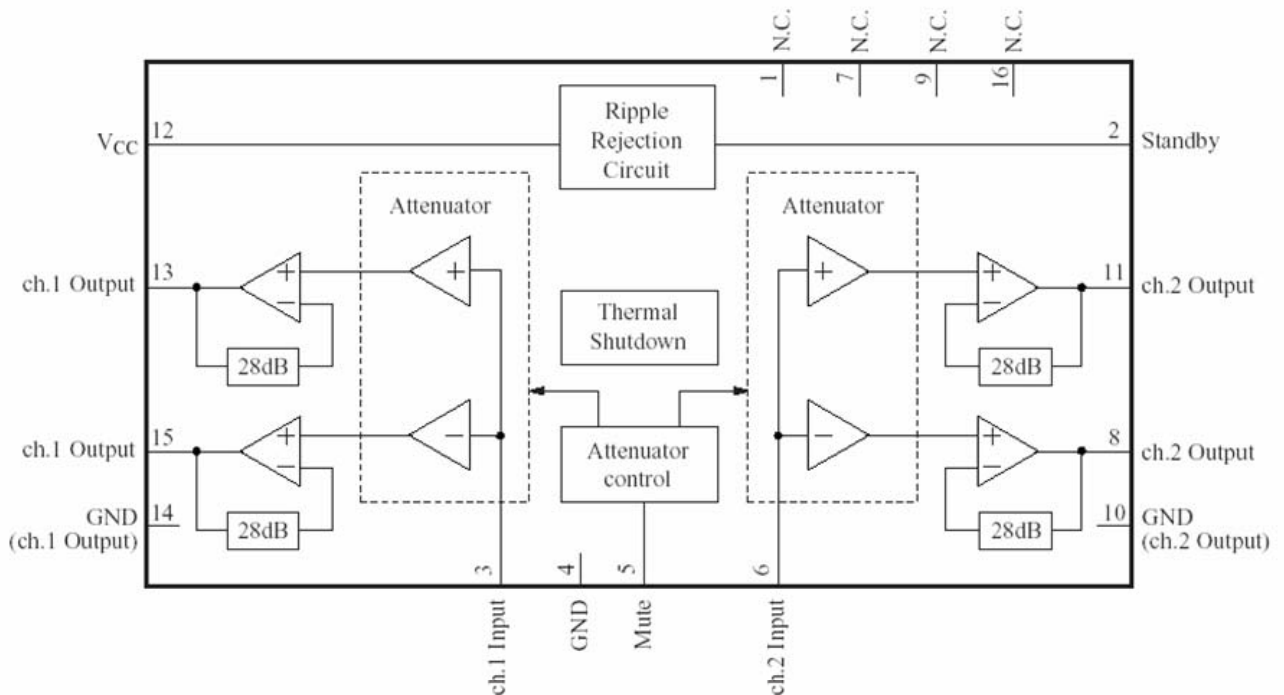 1 N.C.
7 N.C.
9 N.C.
16 N.C.
VCC
12
Ripple
Rejection
Circuit
2
Standby
Attenuator
Attenuator
ch.1 Output
13
+
−
+
+
+
−
11
ch.2 Output
28dB
Thermal
Shutdown
28dB
ch.1 Output
15
+
−
−
−
+
−
8
ch.2 Output
Attenuator
control
GND
(ch.1 Output)
14
28dB
28dB
10
GND
(ch.2 Output)
3
4
5
6
ch.1 Input
GND
Mute
ch.2 Input